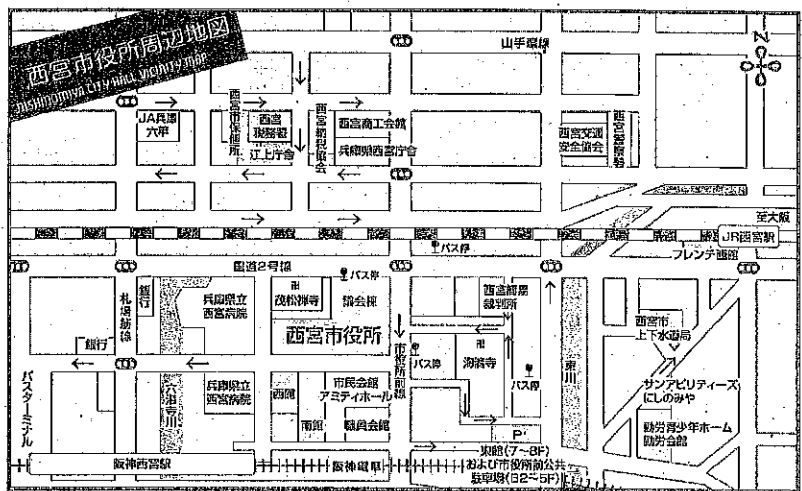 西宮市役所周辺地図
NISHINOMIYA CITY HALL VICINITY MAP
山手幹線
JA兵庫
六甲
西宮市保健所
西宮
税務署
江上庁舎
西宮納税協会
西宮商工会館
兵庫県西宮庁舎
西宮交通
安全協会
西宮警察署
至大阪
JR西宮駅
フレンテ西館
バス停
国道2号線
バス停
札場筋線
銀行
兵庫県立
西宮病院
卍
茂松禅寺
議会棟
西宮簡易
裁判所
西宮市役所
西宮市
上下水道局
銀行
市役所前線
バス停
卍
海清寺
バス停
東川
バスターミナル
六湛寺川
兵庫県立
西宮病院
西館
市民会館
アミティホール
南館
職員会館
サンアビリティーズ
にしのみや
勤労青少年ホーム
勤労会館
P
東館(7～8F)
および市役所前公共
駐車場(B2～5F)
阪神西宮駅
阪神電車
N